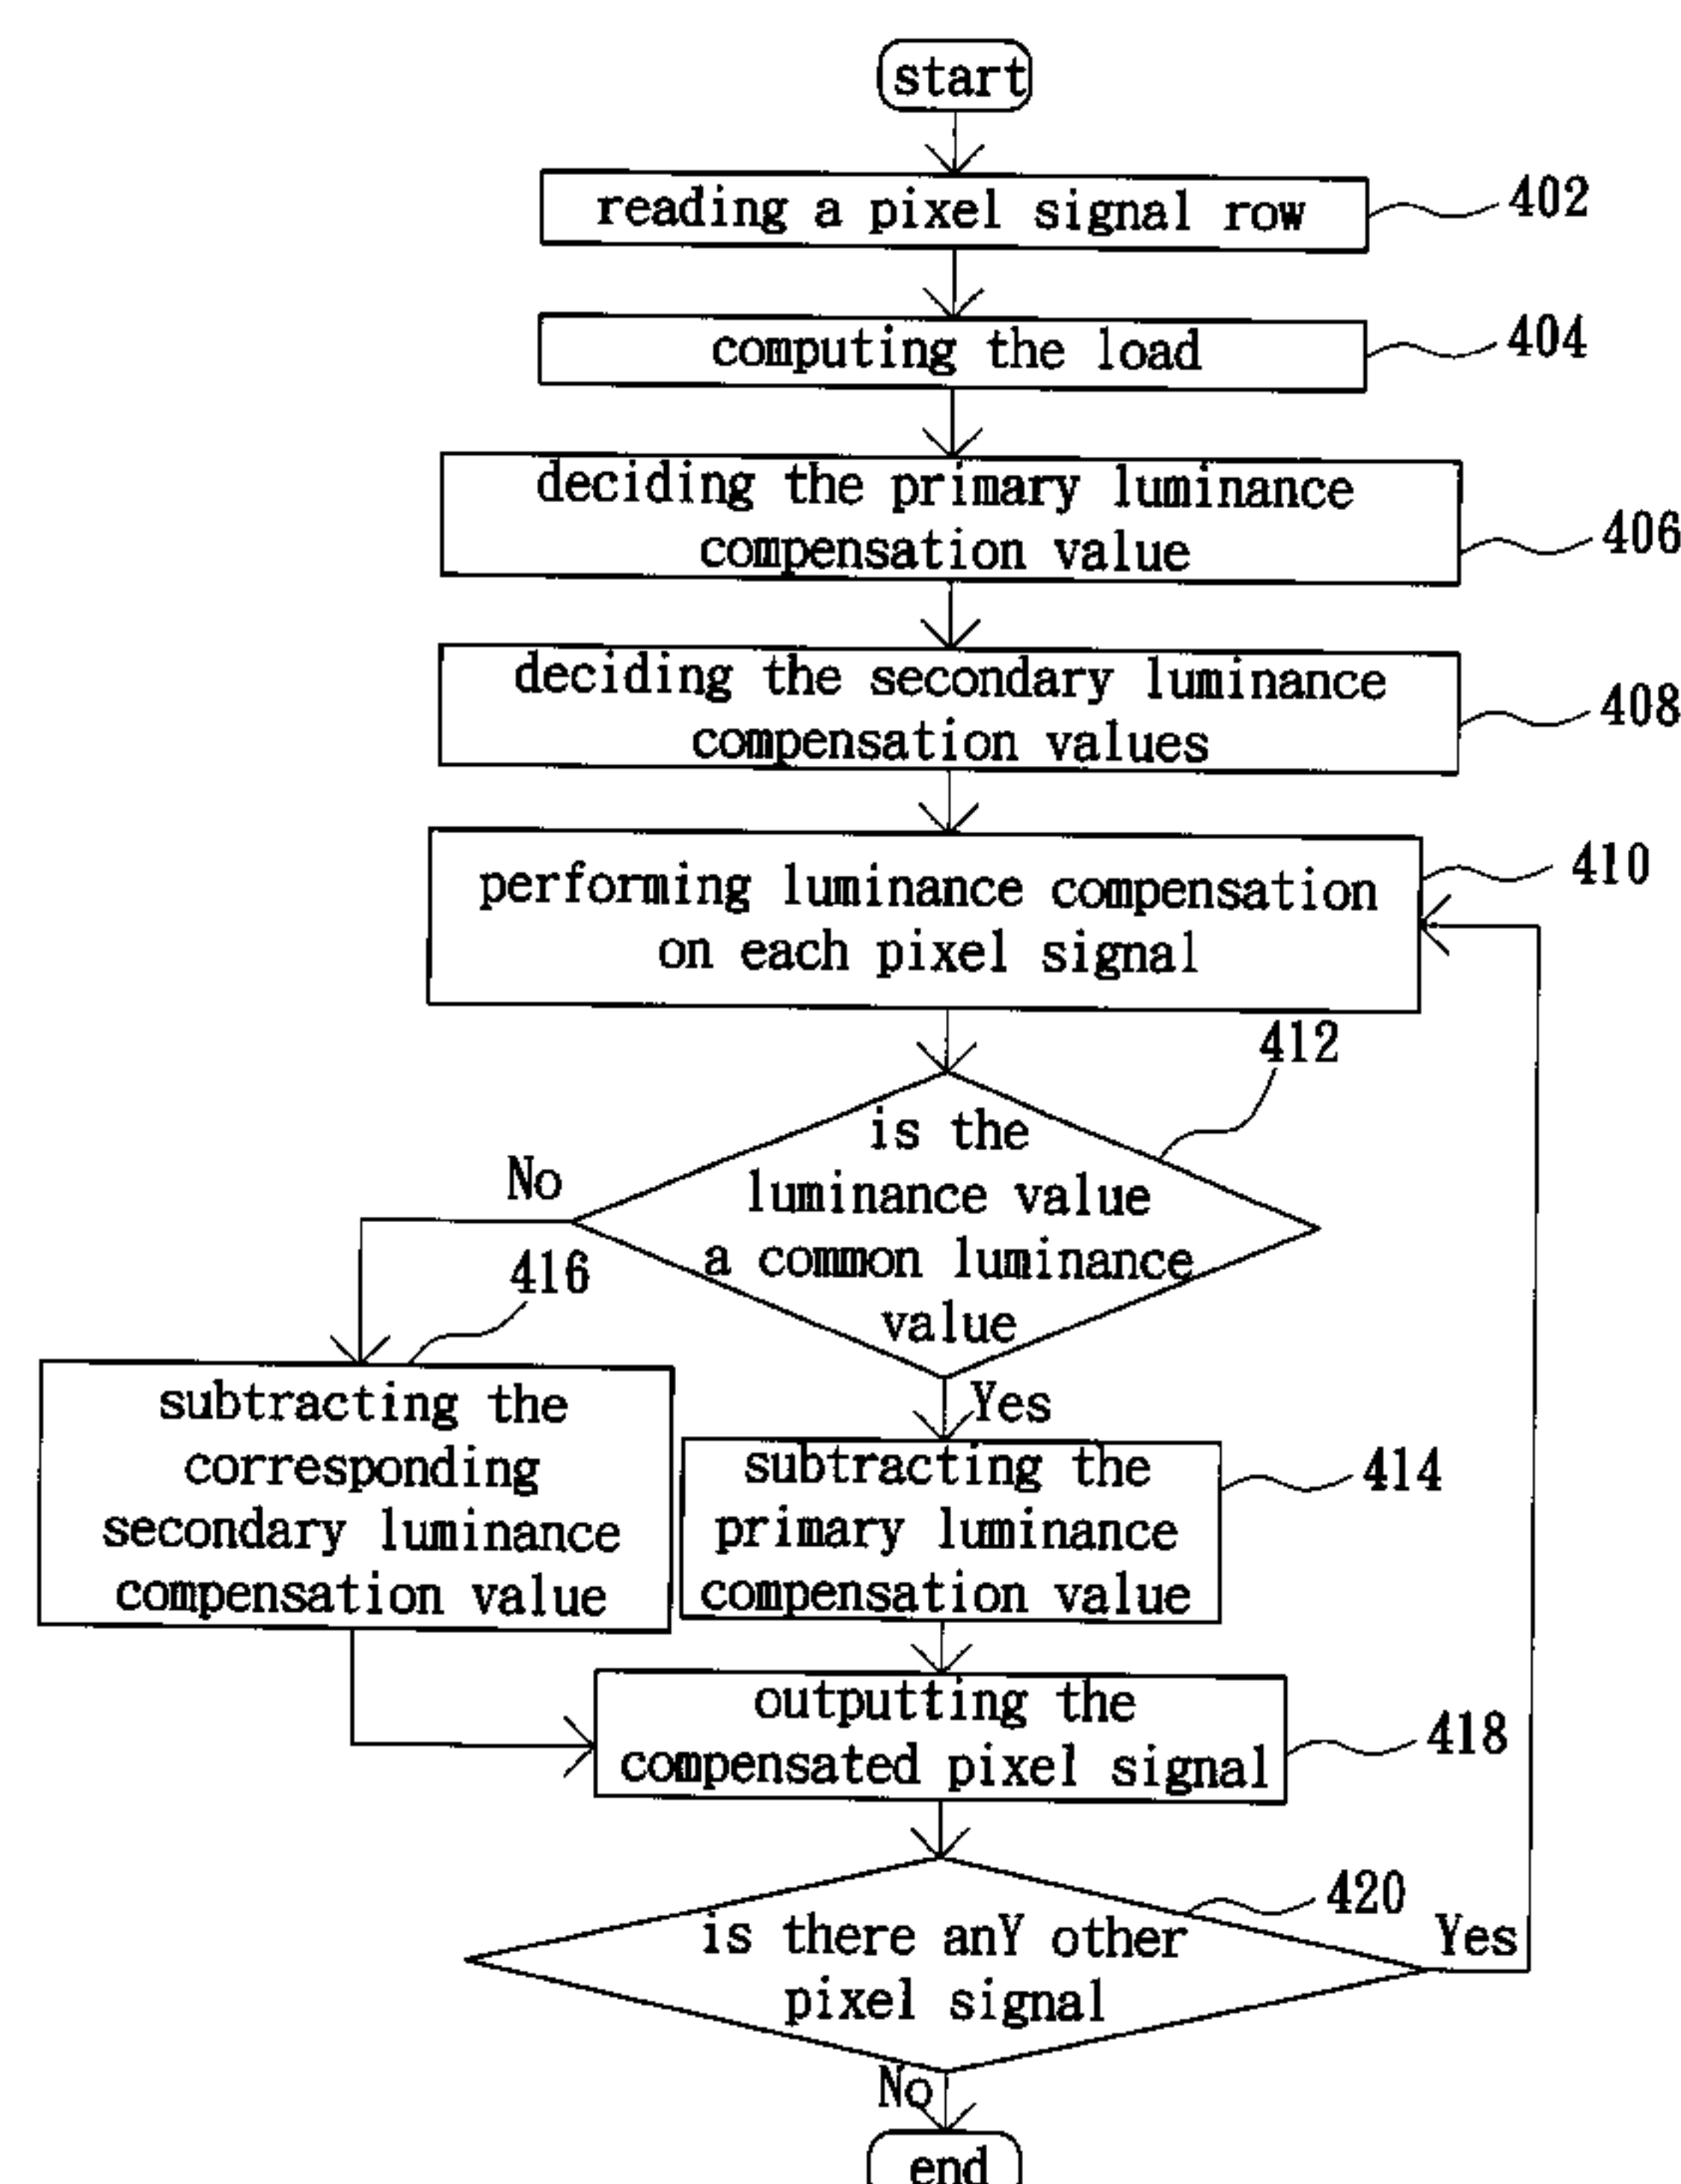 start
reading a pixel signal row
402
computing the load
404
deciding the primary luminance
compensation value
406
deciding the secondary luminance
compensation values
408
performing luminance compensation
on each pixel signal
410
412
is the
luminance value
a common luminance
value
No
416
Yes
subtracting the
corresponding
secondary luminance
compensation value
subtracting the
primary luminance
compensation value
414
outputting the
compensated pixel signal
418
420
is there anY other
pixel signal
Yes
No
end